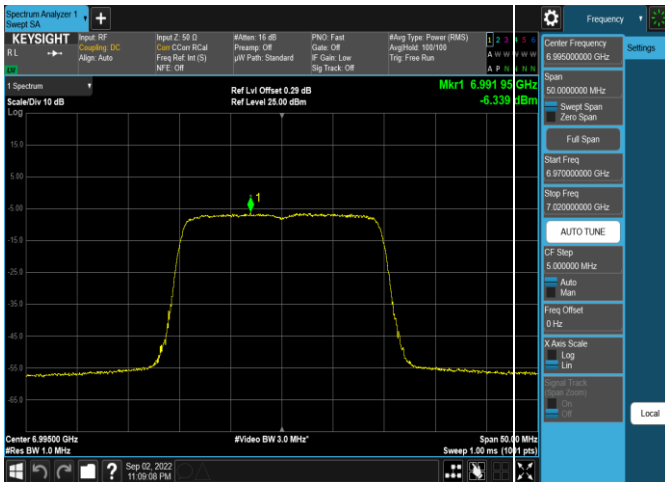 Spectrum Analyzer 1
Swept SA
Frequency
KEYSIGHT
R L
LV
Input: RF
Coupling: DC
Align: Auto
Input Z: 50 Ω
Corr CCorr RCal
Freq Ref: Int (S)
NFE: Off
#Atten: 16 dB
Preamp: Off
µW Path: Standard
PNO: Fast
Gate: Off
IF Gain: Low
Sig Track: Off
#Avg Type: Power (RMS)
Avg|Hold: 100/100
Trig: Free Run
1 2 3 4 5 6
A W W W W W
A P N N N N
1 Spectrum
Scale/Div 10 dB
Log
Ref Lvl Offset 0.29 dB
Ref Level 25.00 dBm
Mkr1 6.991 95 GHz
-6.339 dBm
15.0
5.00
-5.00
-15.0
-25.0
-35.0
-45.0
-55.0
-65.0
1
Center 6.99500 GHz
#Res BW 1.0 MHz
#Video BW 3.0 MHz*
Span 50.00 MHz
Sweep 1.00 ms (1001 pts)
Sep 02, 2022
11:09:08 PM
Center Frequency
6.995000000 GHz
Span
50.0000000 MHz
Swept Span
Zero Span
Full Span
Start Freq
6.970000000 GHz
Stop Freq
7.020000000 GHz
AUTO TUNE
CF Step
5.000000 MHz
Auto
Man
Freq Offset
0 Hz
X Axis Scale
Log
Lin
Signal Track
(Span Zoom)
On
Off
Settings
Local